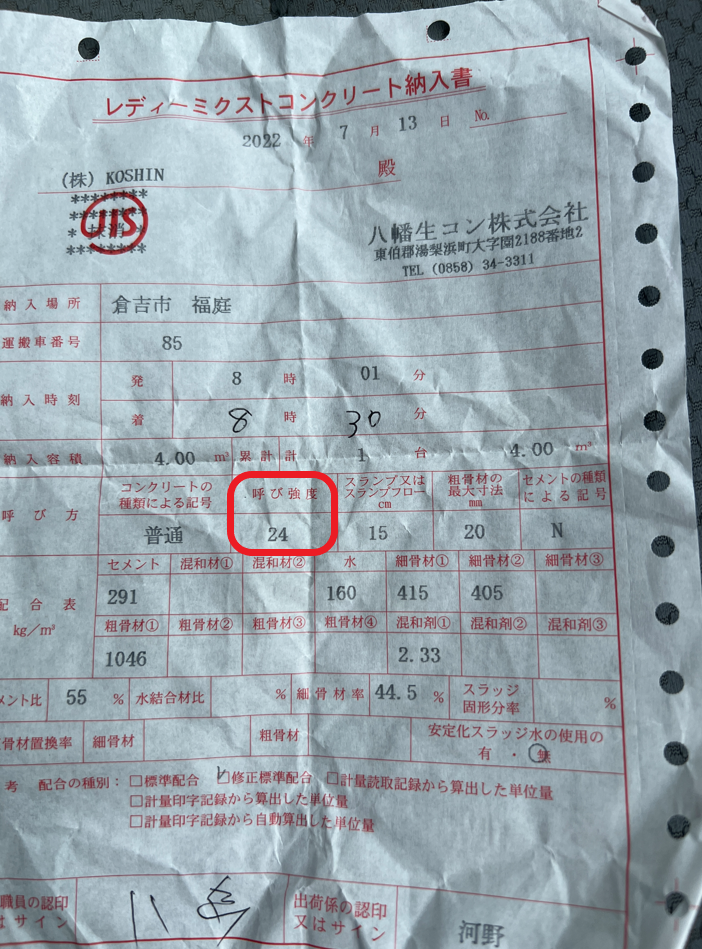 レディーミクストコンクリート納入書
2022 年 7 月 13 日 No.
(株) KOSHIN 殿
********
********
JIS
* 抹消 *
********
八幡生コン株式会社
東伯郡湯梨浜町大字園2188番地2
TEL (0858) 34-3311
納入場所 倉吉市 福庭
運搬車番号 85
納入時刻 発 8 時 01 分
着 8 時 30 分
納入容積 4.00 m³ 累計 計 1 台 4.00 m³
呼び方 コンクリートの種類による記号 呼び強度 スランプ又はスランプフロー cm 粗骨材の最大寸法 mm セメントの種類による記号
普通 24 15 20 N
配合表 kg/m³
セメント 混和材① 混和材② 水 細骨材① 細骨材② 細骨材③
291 160 415 405
粗骨材① 粗骨材② 粗骨材③ 粗骨材④ 混和剤① 混和剤② 混和剤③
1046 2.33
メント比 55 % 水結合材比 % 細骨材率 44.5 % スラッジ固形分率 %
骨材置換率 細骨材 粗骨材 安定化スラッジ水の使用の
有 ・ 無
考 配合の種別: □標準配合 ☑修正標準配合 □計量読取記録から算出した単位量
□計量印字記録から算出した単位量
□計量印字記録から自動算出した単位量
職員の認印
はサイン
出荷係の認印
又はサイン
河野